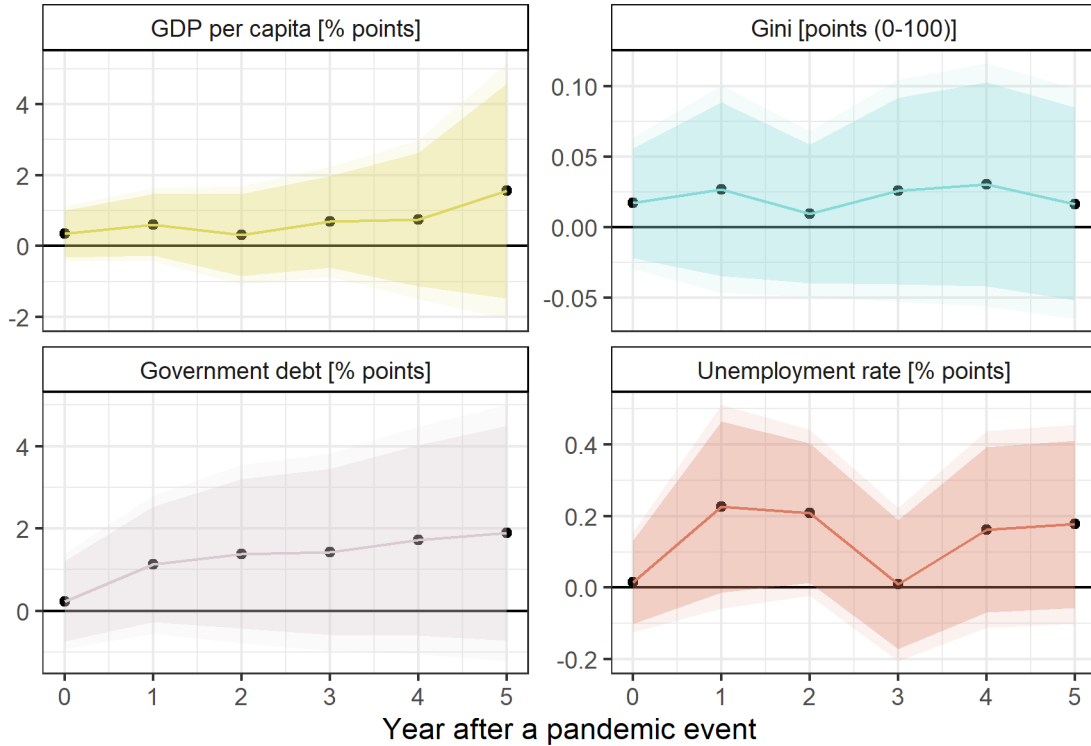 GDP per capita [% points]
Gini [points (0-100)]
4
2
0
-2
0.10
0.05
0.00
-0.05
Government debt [% points]
Unemployment rate [% points]
4
2
0
0.4
0.2
0.0
-0.2
0 1 2 3 4 5
0 1 2 3 4 5
Year after a pandemic event